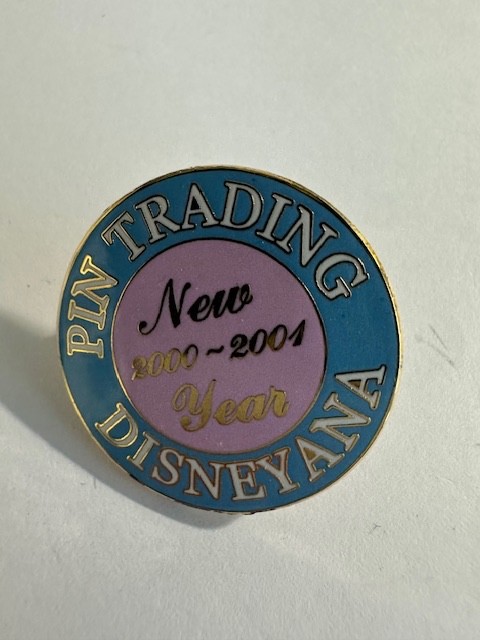 PIN TRADING
New
2000~2001
Year
DISNEYANA